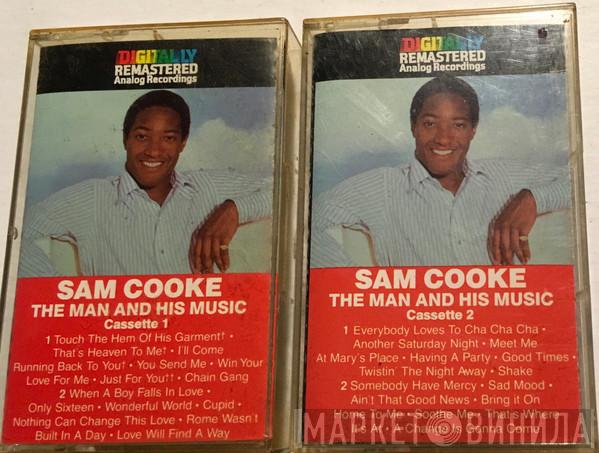 DIGITALLY
REMASTERED
Analog Recordings
SAM COOKE
THE MAN AND HIS MUSIC
Cassette 1
1 Touch The Hem Of His Garment† •
That's Heaven To Me† • I'll Come
Running Back To You† • You Send Me • Win Your
Love For Me • Just For You†† • Chain Gang
2 When A Boy Falls In Love •
Only Sixteen • Wonderful World • Cupid •
Nothing Can Change This Love • Rome Wasn't
Built In A Day • Love Will Find A Way
DIGITALLY
REMASTERED
Analog Recordings
SAM COOKE
THE MAN AND HIS MUSIC
Cassette 2
1 Everybody Loves To Cha Cha Cha •
Another Saturday Night • Meet Me
At Mary's Place • Having A Party • Good Times •
Twistin' The Night Away • Shake
2 Somebody Have Mercy • Sad Mood •
Ain't That Good News • Bring it On
Home To Me • Soothe Me • That's Where
It's At • A Change Is Gonna Come
МАРКЕТ ВИНИЛА